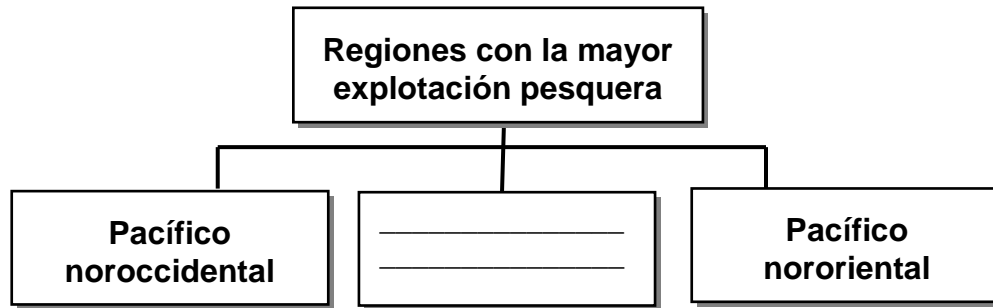 Regiones con la mayor
explotación pesquera
Pacífico
noroccidental
Pacífico
nororiental